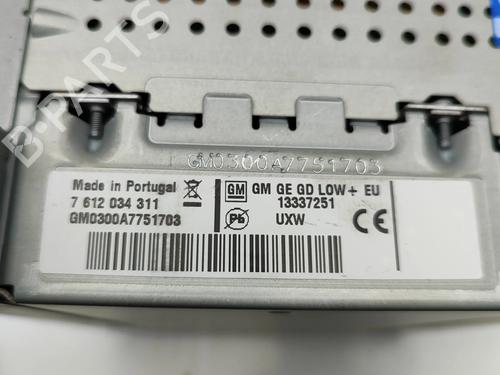 GM0300A7751703
Made in Portugal
7 612 034 311
GM0300A7751703
GM
GM GE GD LOW+ EU
13337251
UXW
Pb
CE
B-PARTS